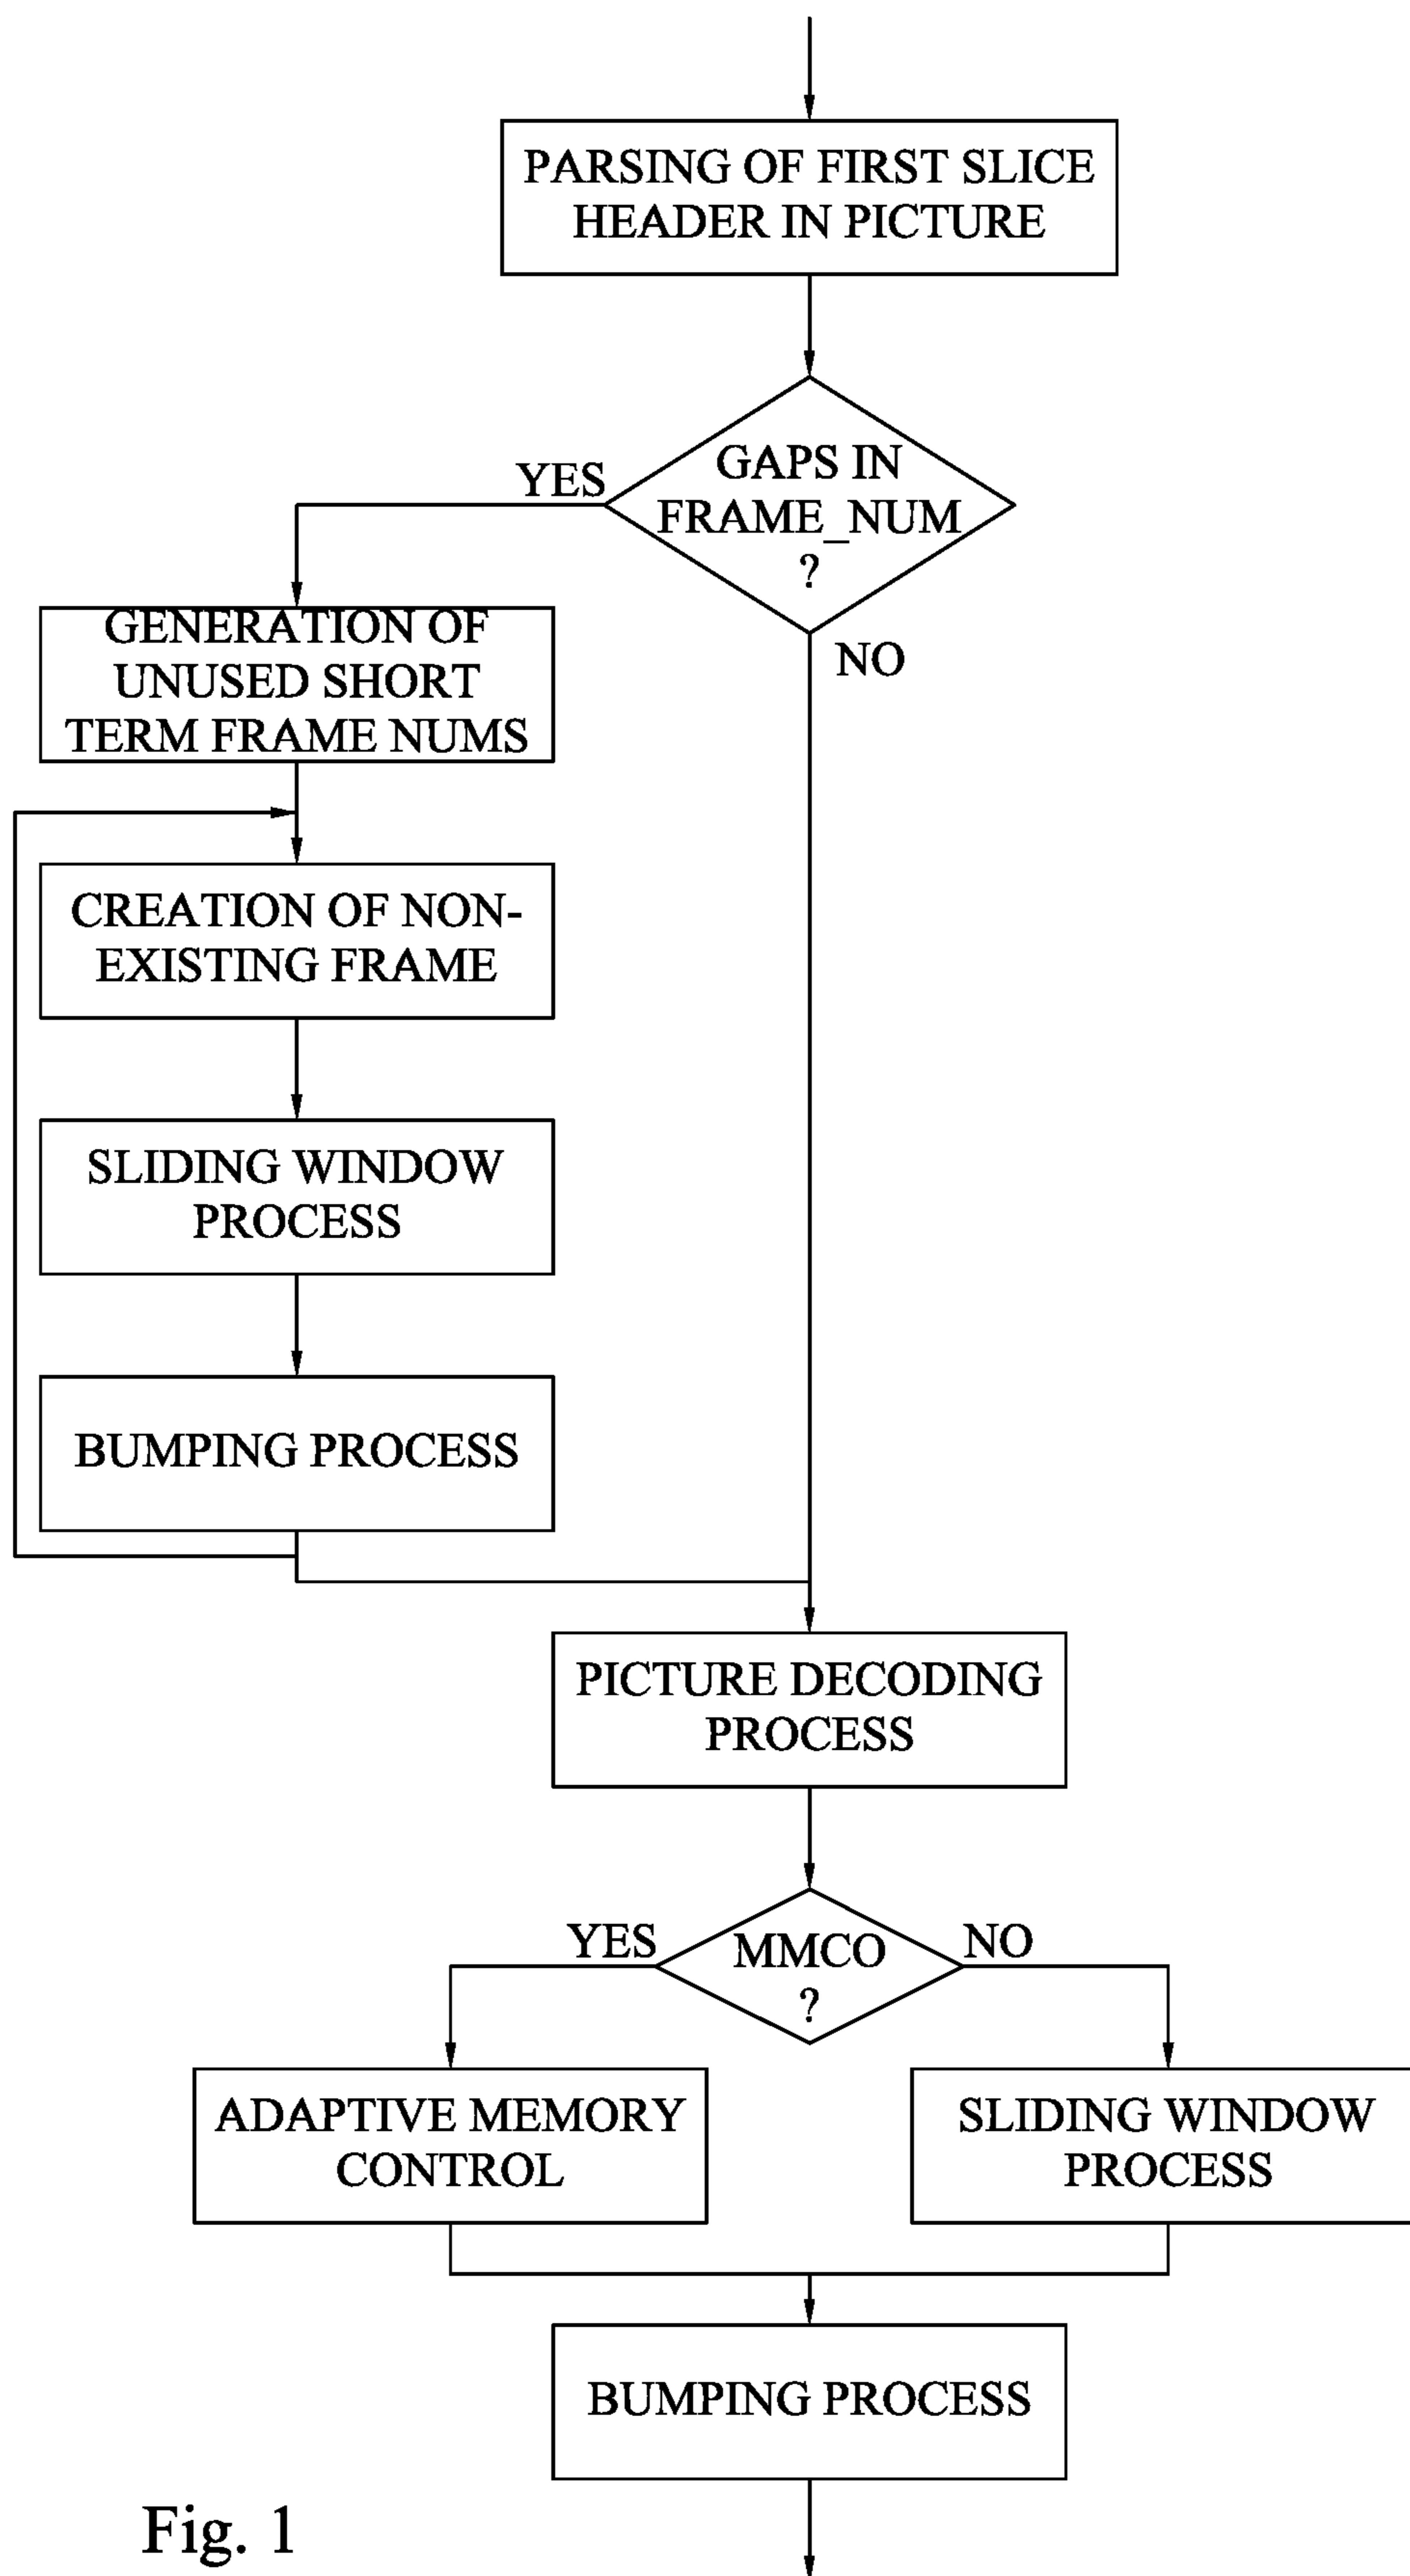 PARSING OF FIRST SLICE
HEADER IN PICTURE
GAPS IN
FRAME_NUM
?
YES
NO
GENERATION OF
UNUSED SHORT
TERM FRAME NUMS
CREATION OF NON-
EXISTING FRAME
SLIDING WINDOW
PROCESS
BUMPING PROCESS
PICTURE DECODING
PROCESS
MMCO
?
YES
NO
ADAPTIVE MEMORY
CONTROL
SLIDING WINDOW
PROCESS
BUMPING PROCESS
Fig. 1